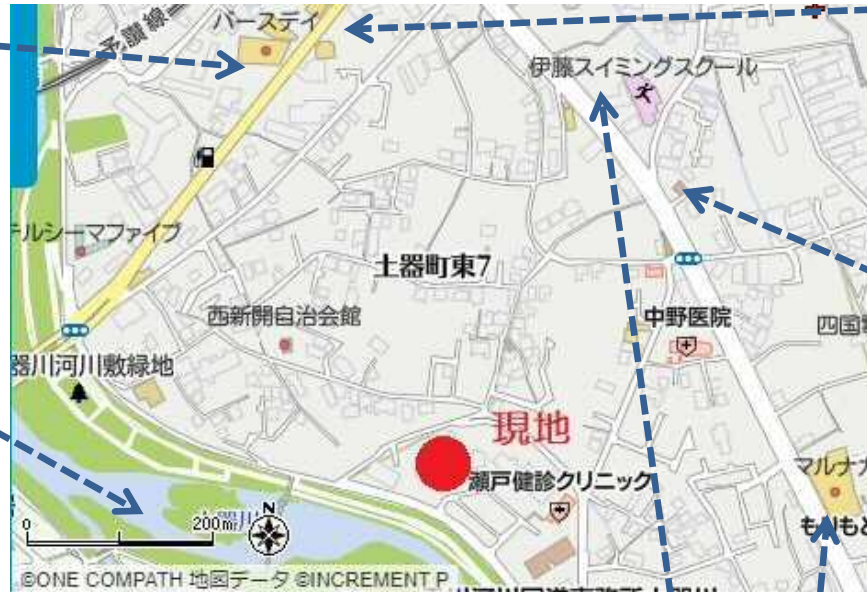 予讃線
バースデイ
伊藤スイミングスクール
テルシーマファイブ
土器町東7
西新開自治会館
中野医院
四国
器川河川敷緑地
現地
瀬戸健診クリニック
マルナカ
0
200m
N
©ONE COMPATH 地図データ ©INCREMENT P